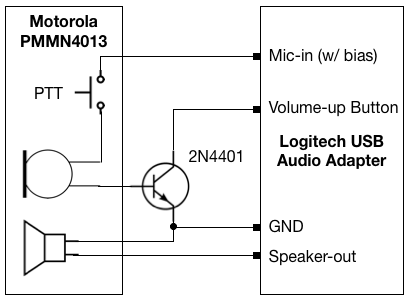 Motorola
PMMN4013
PTT
2N4401
Mic-in (w/ bias)
Volume-up Button
Logitech USB
Audio Adapter
GND
Speaker-out